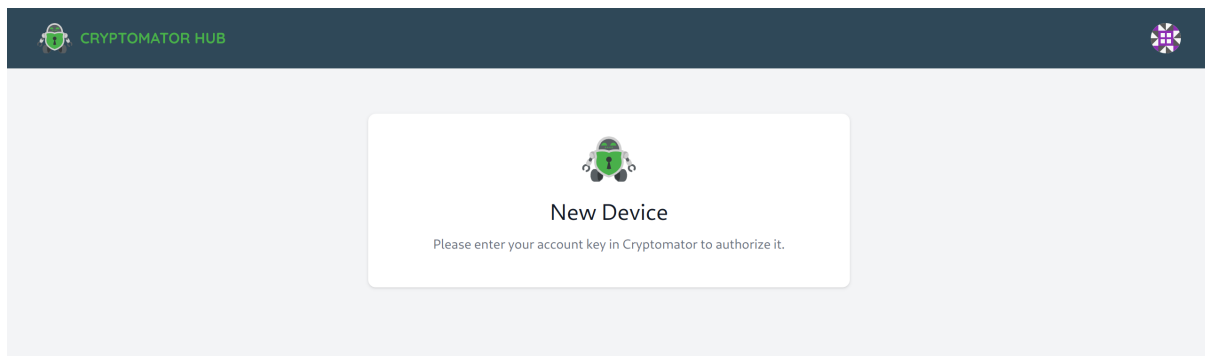 CRYPTOMATOR HUB
New Device
Please enter your account key in Cryptomator to authorize it.